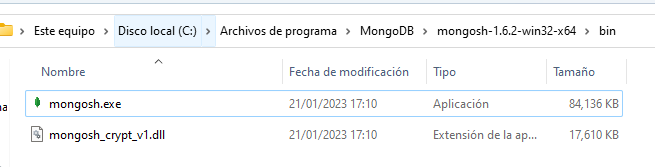 Este equipo > Disco local (C:) > Archivos de programa > MongoDB > mongosh-1.6.2-win32-x64 > bin
Nombre Fecha de modificación Tipo Tamaño
mongosh.exe 21/01/2023 17:10 Aplicación 84,136 KB
mongosh_crypt_v1.dll 21/01/2023 17:10 Extensión de la ap... 17,610 KB